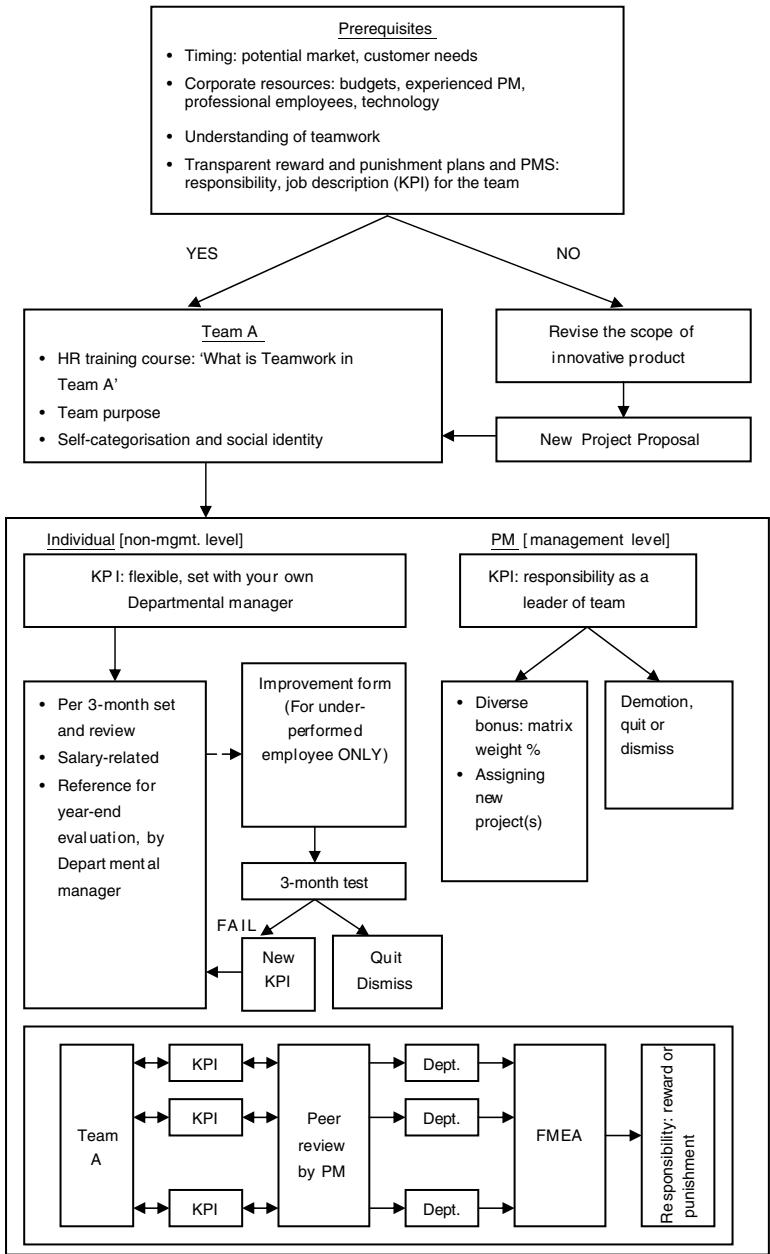 Prerequisites
• Timing: potential market, customer needs
• Corporate resources: budgets, experienced PM,
professional employees, technology
• Understanding of teamwork
• Transparent reward and punishment plans and PMS:
responsibility, job description (KPI) for the team
YES
NO
Team A
• HR training course: ‘What is Teamwork in
Team A’
• Team purpose
• Self-categorisation and social identity
Revise the scope of
innovative product
New Project Proposal
Individual [non-mgmt. level]
KPI: flexible, set with your own
Departmental manager
PM [management level]
KPI: responsibility as a
leader of team
• Per 3-month set
and review
• Salary-related
• Reference for
year-end
evaluation, by
Departmental
manager
Improvement form
(For under-
performed
employee ONLY)
3-month test
FAIL
New
KPI
Quit
Dismiss
• Diverse
bonus: matrix
weight %
• Assigning
new
project(s)
Demotion,
quit or
dismiss
Team
A
KPI
KPI
KPI
Peer
review
by PM
Dept.
Dept.
Dept.
FMEA
Responsibility: reward or
punishment